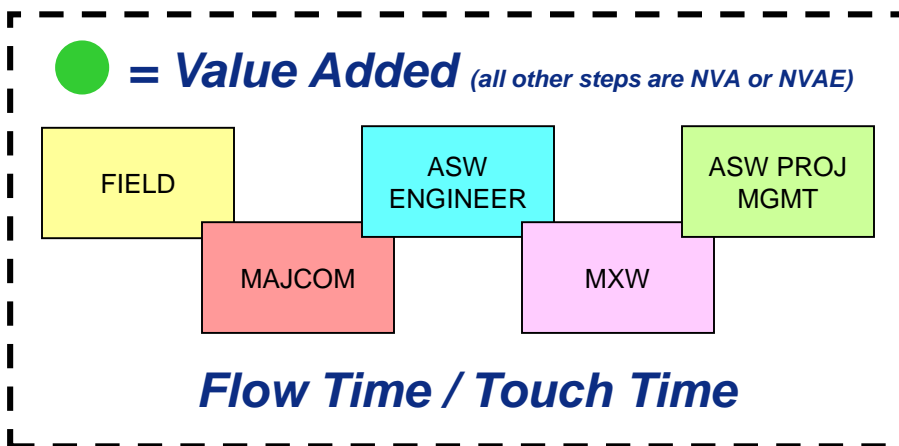 = Value Added (all other steps are NVA or NVAE)
FIELD
MAJCOM
ASW
ENGINEER
MXW
ASW PROJ
MGMT
Flow Time / Touch Time